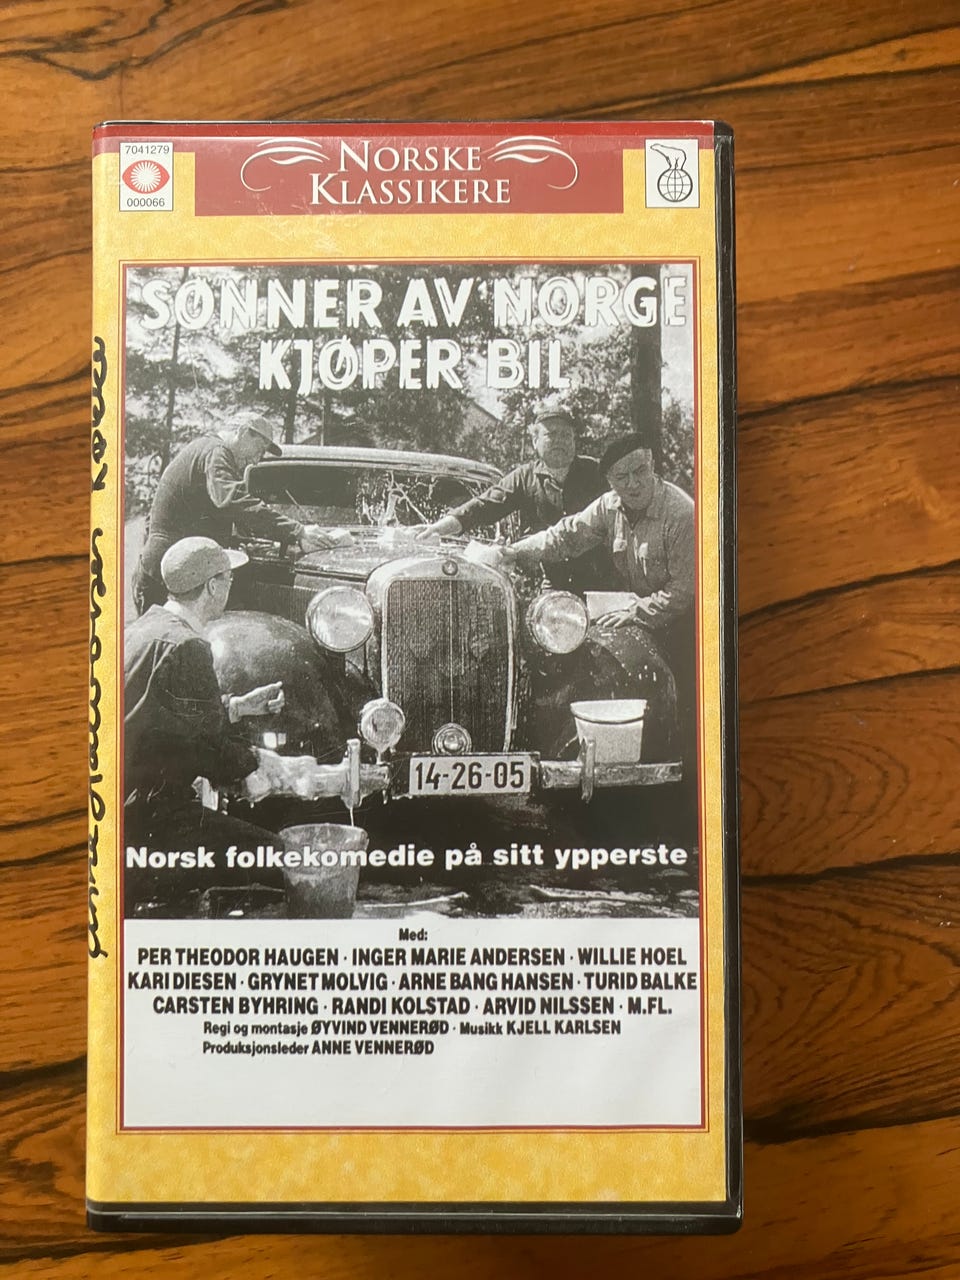 7041279
000066
NORSKE
KLASSIKERE
SØNNER AV NORGE
KJØPER BIL
14-26-05
Norsk folkekomedie på sitt ypperste
Med:
PER THEODOR HAUGEN · INGER MARIE ANDERSEN · WILLIE HOEL
KARI DIESEN · GRYNET MOLVIG · ARNE BANG HANSEN · TURID BALKE
CARSTEN BYHRING · RANDI KOLSTAD · ARVID NILSSEN · M.FL.
Regi og montasje ØYVIND VENNERØD · Musikk KJELL KARLSEN
Produksjonsleder ANNE VENNERØD